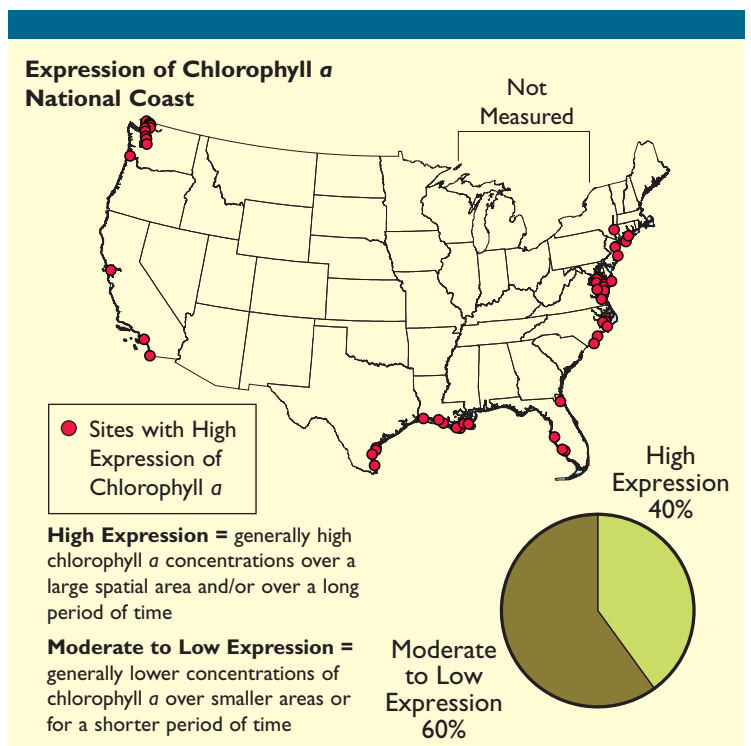 Expression of Chlorophyll a
National Coast
Not
Measured
Sites with High
Expression of
Chlorophyll a
High
Expression
40%
High Expression = generally high
chlorophyll a concentrations over a
large spatial area and/or over a long
period of time
Moderate to Low Expression =
generally lower concentrations of
chlorophyll a over smaller areas or
for a shorter period of time
Moderate
to Low
Expression
60%